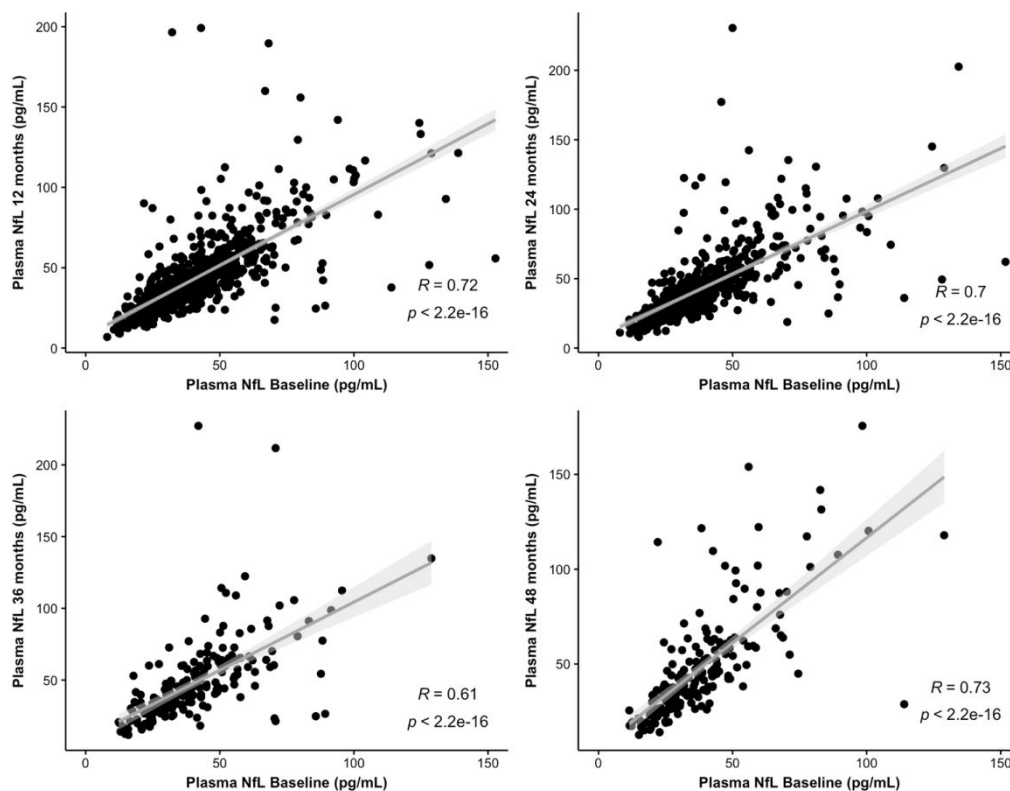 200
150
100
50
0
0
50
100
150
Plasma NfL 12 months (pg/mL)
Plasma NfL Baseline (pg/mL)
R = 0.72
p < 2.2e-16
200
150
100
50
0
0
50
100
150
Plasma NfL 24 months (pg/mL)
Plasma NfL Baseline (pg/mL)
R = 0.7
p < 2.2e-16
200
150
100
50
0
50
100
150
Plasma NfL 36 months (pg/mL)
Plasma NfL Baseline (pg/mL)
R = 0.61
p < 2.2e-16
150
100
50
0
50
100
150
Plasma NfL 48 months (pg/mL)
Plasma NfL Baseline (pg/mL)
R = 0.73
p < 2.2e-16